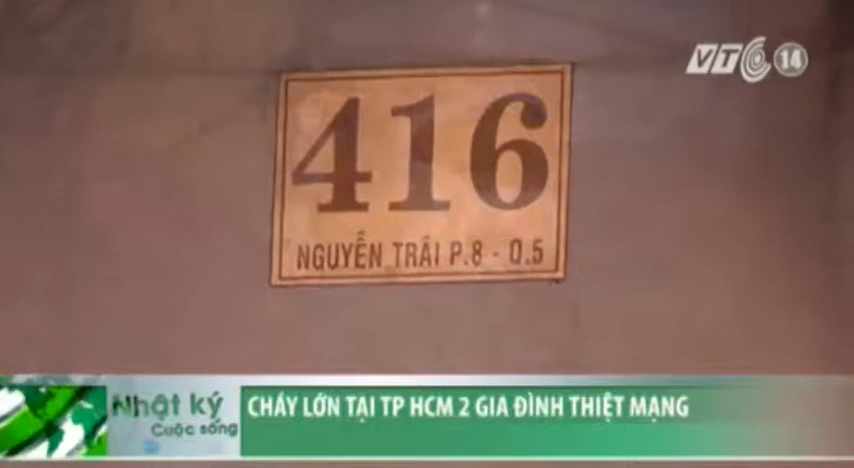 VTC 14
416
NGUYỄN TRÃI P.8 - Q.5
Nhật ký
Cuộc sống
CHÁY LỚN TẠI TP HCM 2 GIA ĐÌNH THIỆT MẠNG